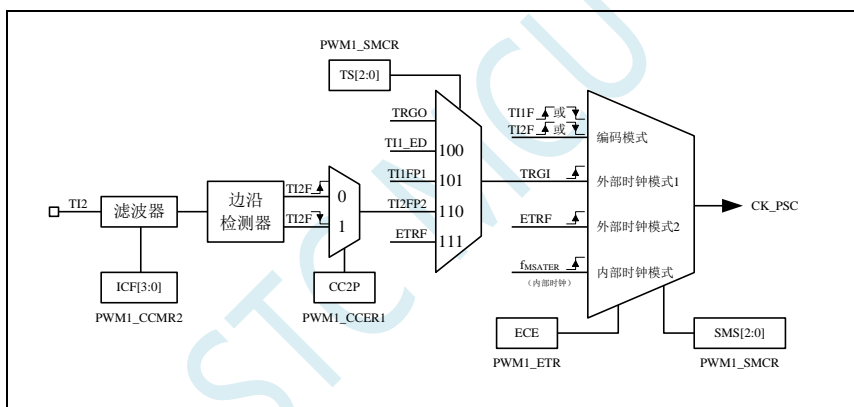 PWM1_SMCR
TS[2:0]
TRGO
TI1_ED
100
TI1FP1
101
TI2FP2
110
ETRF
111
TI2
滤波器
ICF[3:0]
PWM1_CCMR2
边沿
检测器
TI2F
0
TI2F
1
CC2P
PWM1_CCER1
TRGI
TI1F 或
TI2F 或
编码模式
外部时钟模式1
ETRF
外部时钟模式2
fMSATER
(内部时钟)
内部时钟模式
CK_PSC
ECE
PWM1_ETR
SMS[2:0]
PWM1_SMCR
STC MCU